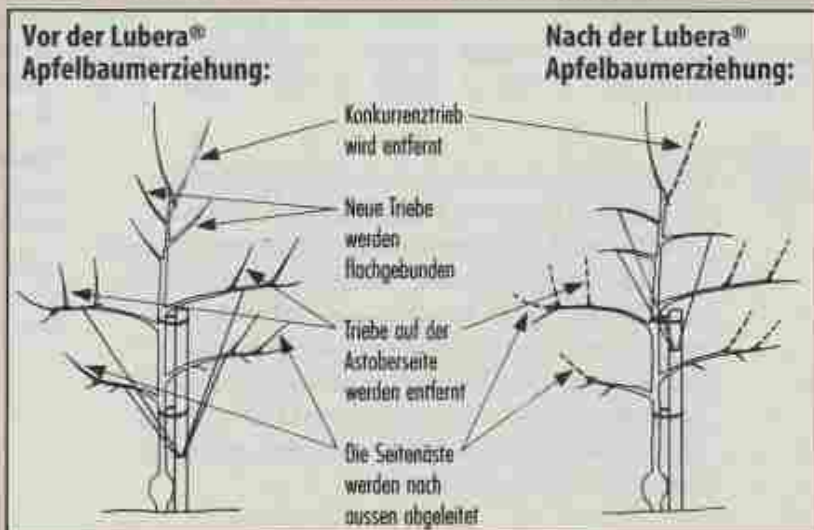 Vor der Lubera®
Apfelbaumerziehung:
Nach der Lubera®
Apfelbaumerziehung:
Konkurrenztrieb
wird entfernt
Neue Triebe
werden
flachgebunden
Triebe auf der
Astoberseite
werden entfernt
Die Seitenäste
werden nach
aussen abgeleitet